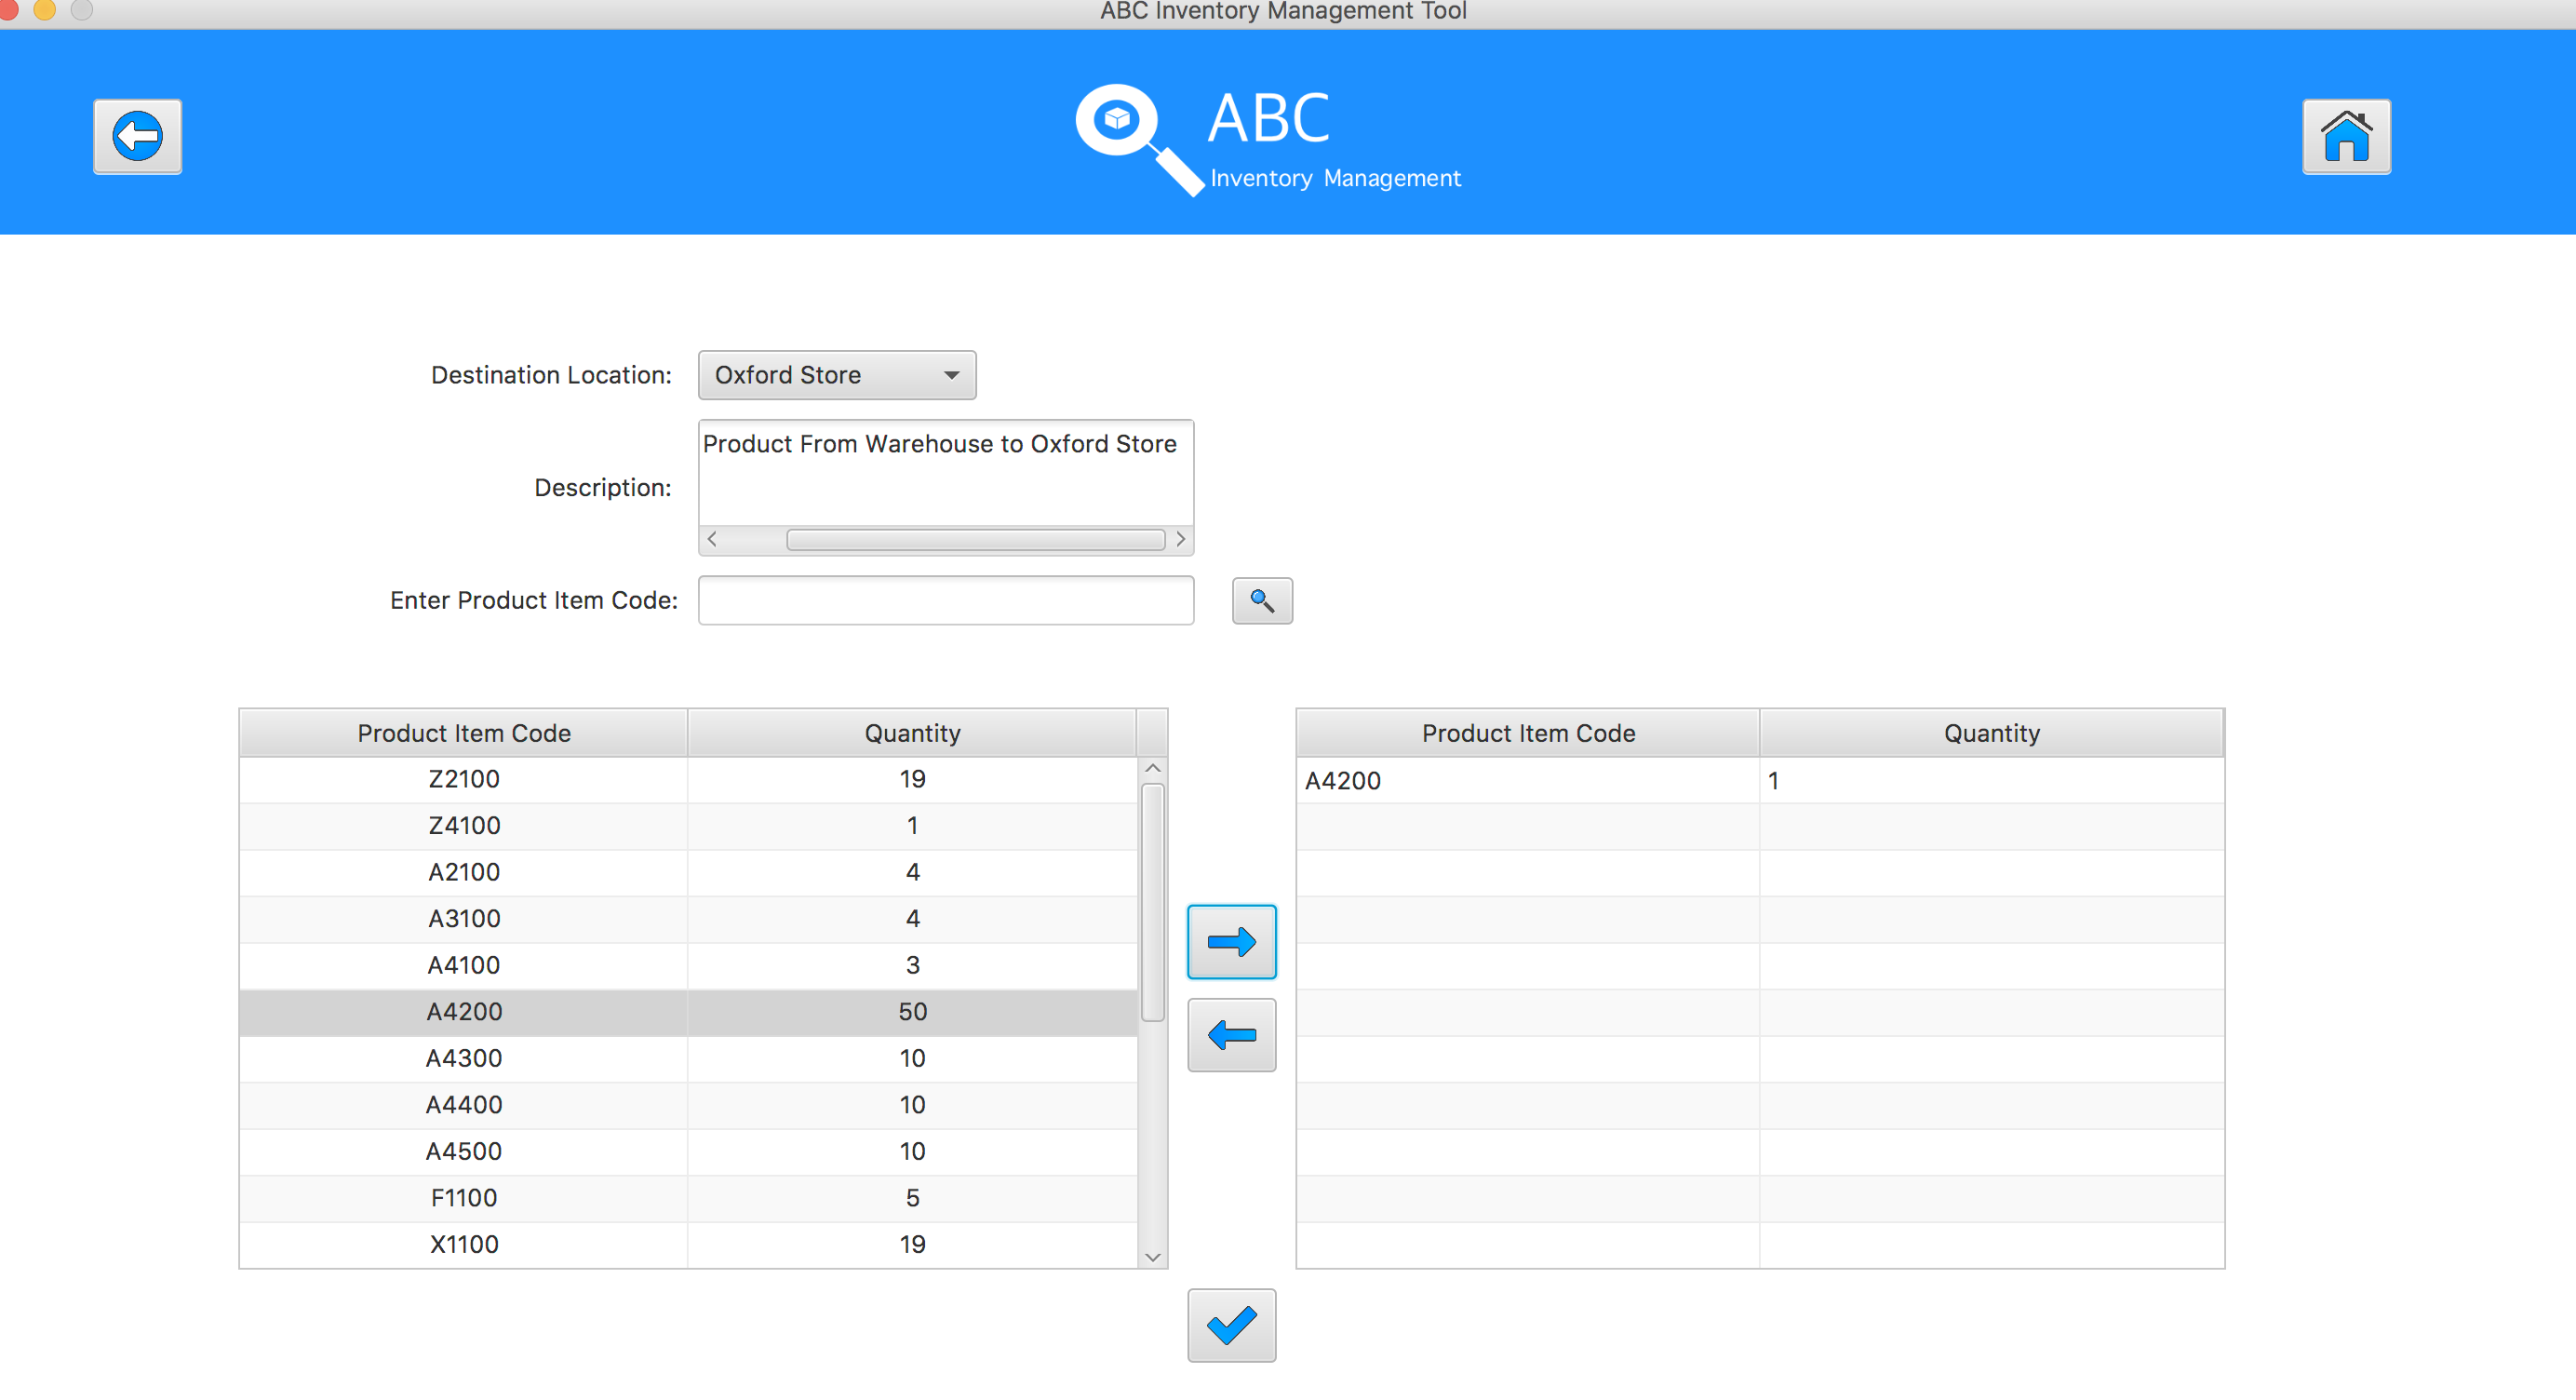 ABC Inventory Management Tool
ABC
Inventory Management
Destination Location: Oxford Store
Description: Product From Warehouse to Oxford Store
Enter Product Item Code:
Product Item Code Quantity
Z2100 19
Z4100 1
A2100 4
A3100 4
A4100 3
A4200 50
A4300 10
A4400 10
A4500 10
F1100 5
X1100 19
Product Item Code Quantity
A4200 1